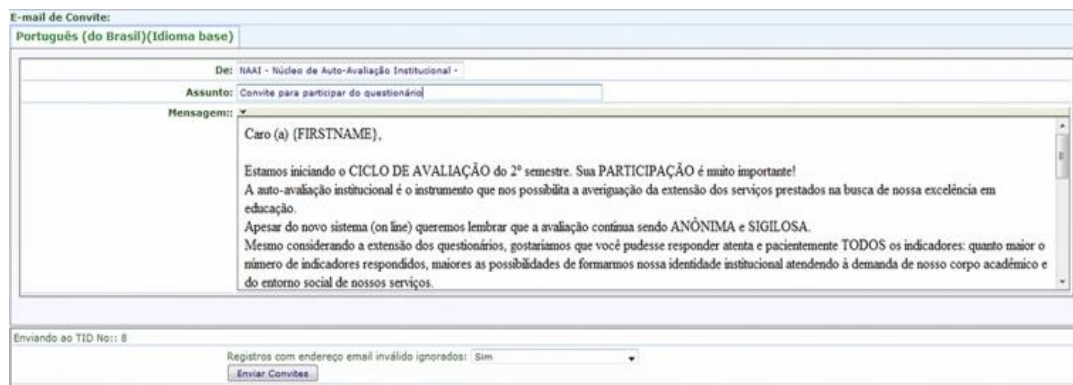 E-mail de Convite:
Português (do Brasil)(Idioma base)
De: NAAI - Núcleo de Auto-Avaliação Institucional -
Assunto: Convite para participar do questionário
Mensagem::
Caro (a) {FIRSTNAME},
Estamos iniciando o CICLO DE AVALIAÇÃO do 2º semestre. Sua PARTICIPAÇÃO é muito importante!
A auto-avaliação institucional é o instrumento que nos possibilita a averiguação da extensão dos serviços prestados na busca de nossa excelência em
educação.
Apesar do novo sistema (on line) queremos lembrar que a avaliação continua sendo ANÔNIMA e SIGILOSA.
Mesmo considerando a extensão dos questionários, gostaríamos que você pudesse responder atenta e pacientemente TODOS os indicadores: quanto maior o
número de indicadores respondidos, maiores as possibilidades de formarmos nossa identidade institucional atendendo à demanda de nosso corpo acadêmico e
do entorno social de nossos serviços.
Enviando ao TID No:: 8
Registros com endereço email inválido ignorados: Sim
Enviar Convites